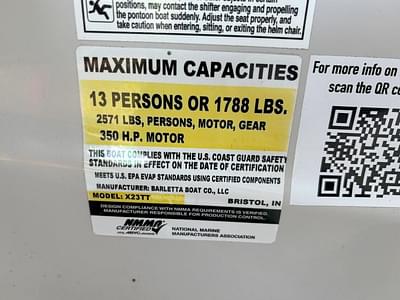 positions, may contact the shifter engaging and propelling
the pontoon boat suddenly. Adjust the seat properly, and
take caution when entering, sitting, or exiting the helm chair.
MAXIMUM CAPACITIES
13 PERSONS OR 1788 LBS.
2571 LBS, PERSONS, MOTOR, GEAR
350 H.P. MOTOR
THIS BOAT COMPLIES WITH THE U.S. COAST GUARD SAFETY
STANDARDS IN EFFECT ON THE DATE OF CERTIFICATION
MEETS U.S. EPA EVAP STANDARDS USING CERTIFIED COMPONENTS
MANUFACTURER: BARLETTA BOAT CO., LLC
MODEL: X23TT BRISTOL, IN
DESIGN COMPLIANCE WITH NMMA REQUIREMENTS IS VERIFIED.
MANUFACTURER RESPONSIBLE FOR PRODUCTION CONTROL.
NMMA
CERTIFIED
NATIONAL MARINE
MANUFACTURERS ASSOCIATION
For more info on
scan the QR